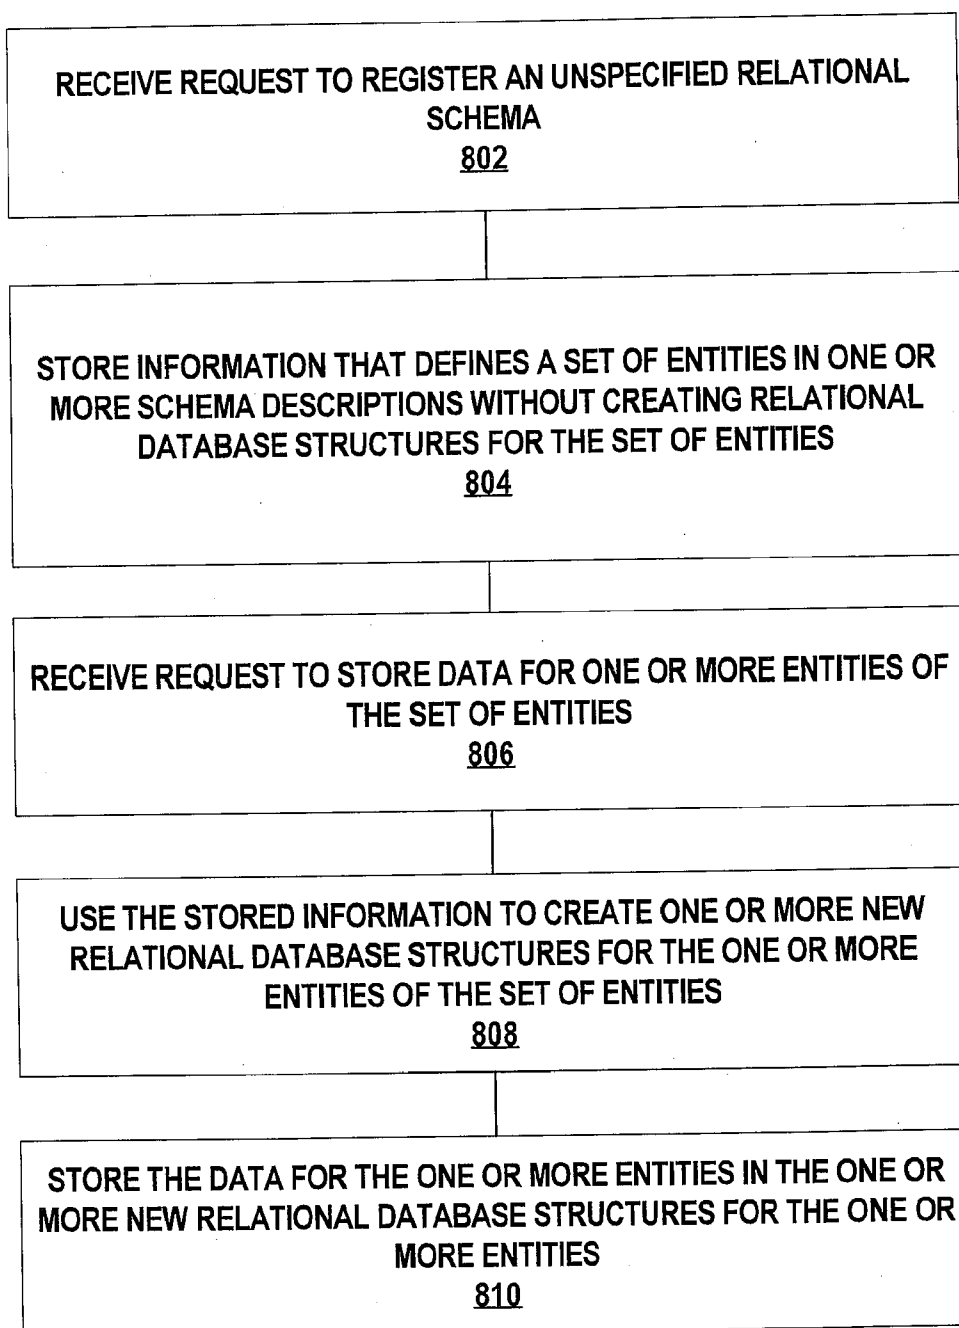 RECEIVE REQUEST TO REGISTER AN UNSPECIFIED RELATIONAL
SCHEMA
802
STORE INFORMATION THAT DEFINES A SET OF ENTITIES IN ONE OR
MORE SCHEMA DESCRIPTIONS WITHOUT CREATING RELATIONAL
DATABASE STRUCTURES FOR THE SET OF ENTITIES
804
RECEIVE REQUEST TO STORE DATA FOR ONE OR MORE ENTITIES OF
THE SET OF ENTITIES
806
USE THE STORED INFORMATION TO CREATE ONE OR MORE NEW
RELATIONAL DATABASE STRUCTURES FOR THE ONE OR MORE
ENTITIES OF THE SET OF ENTITIES
808
STORE THE DATA FOR THE ONE OR MORE ENTITIES IN THE ONE OR
MORE NEW RELATIONAL DATABASE STRUCTURES FOR THE ONE OR
MORE ENTITIES
810